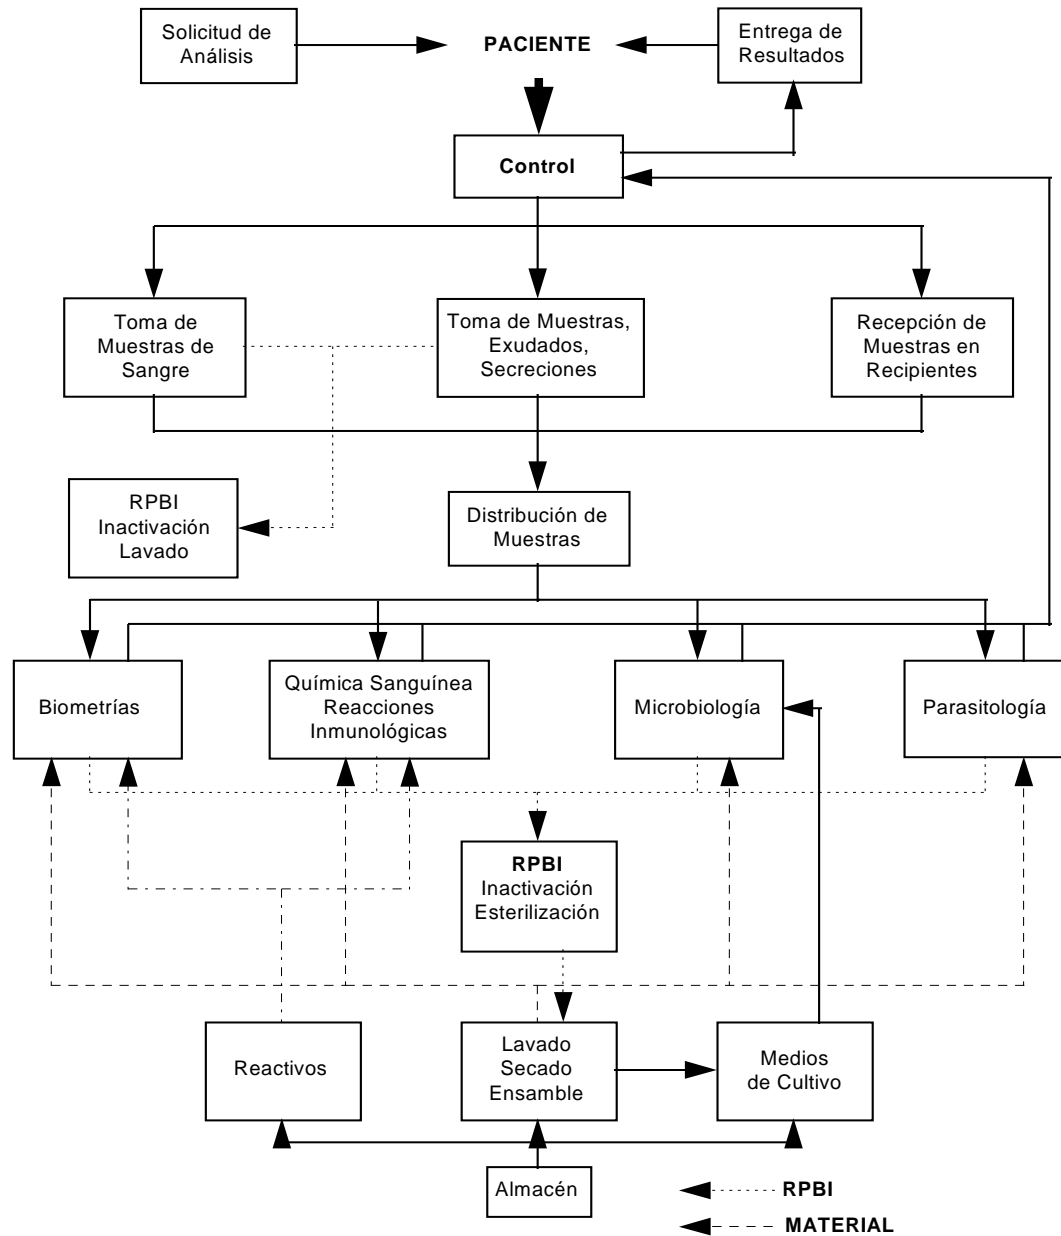 Solicitud de
Análisis
PACIENTE
Entrega de
Resultados
Control
Toma de
Muestras de
Sangre
Toma de Muestras,
Exudados,
Secreciones
Recepción de
Muestras en
Recipientes
RPBI
Inactivación
Lavado
Distribución de
Muestras
Biometrías
Química Sanguínea
Reacciones
Inmunológicas
Microbiología
Parasitología
RPBI
Inactivación
Esterilización
Reactivos
Lavado
Secado
Ensamble
Medios
de Cultivo
Almacén
RPBI
MATERIAL